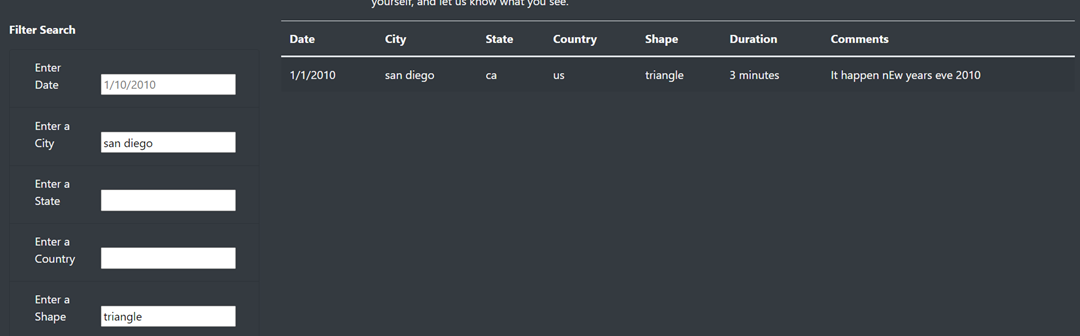 yourself, and let us know what you see.
Filter Search
Enter
Date
1/10/2010
Enter a
City
san diego
Enter a
State
Enter a
Country
Enter a
Shape
triangle
Date City State Country Shape Duration Comments
1/1/2010 san diego ca us triangle 3 minutes It happen nEw years eve 2010